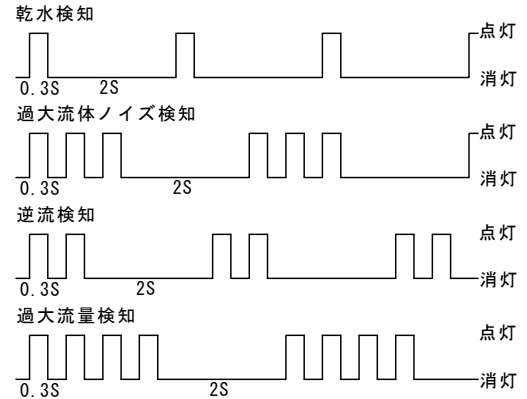 乾水検知
点灯
消灯
0.3S 2S
過大流体ノイズ検知
点灯
消灯
0.3S 2S
逆流検知
点灯
消灯
0.3S 2S
過大流量検知
点灯
消灯
0.3S 2S